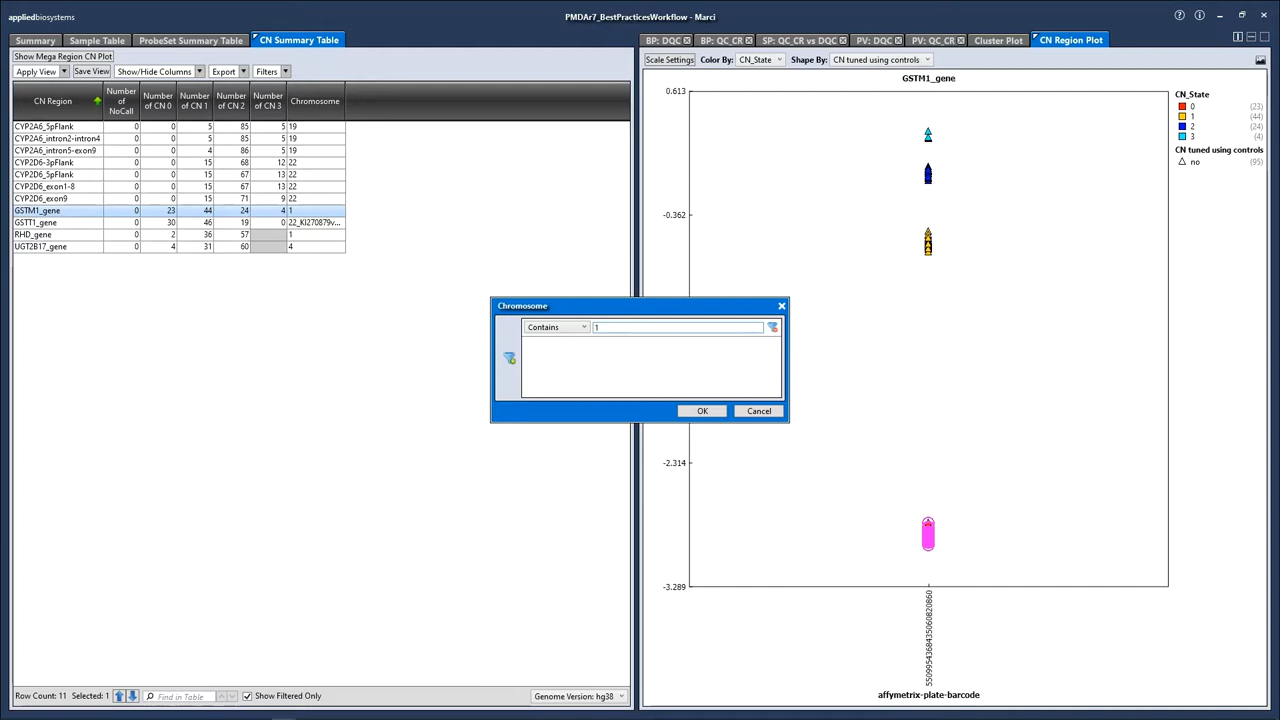 appliedbiosystems
PMDAr7_BestPracticesWorkflow - Marci
Summary Sample Table ProbeSet Summary Table CN Summary Table
Show Mega Region CN Plot
Apply View Save View Show/Hide Columns Export Filters
CN Region Number of NoCall Number of CN 0 Number of CN 1 Number of CN 2 Number of CN 3 Chromosome
CYP2A6_5pFlank 0 0 5 85 5 19
CYP2A6_intron2-intron4 0 0 5 85 5 19
CYP2A6_intron5-exon9 0 0 4 86 5 19
CYP2D6-3pFlank 0 0 15 68 12 22
CYP2D6_5pFlank 0 0 15 67 13 22
CYP2D6_exon1-8 0 0 15 67 13 22
CYP2D6_exon9 0 0 15 71 9 22
GSTM1_gene 0 23 44 24 4 1
GSTT1_gene 0 30 46 19 0 22_KI270879v...
RHD_gene 0 2 36 57 1
UGT2B17_gene 0 4 31 60 4
Row Count: 11 Selected: 1 Find in Table Show Filtered Only Genome Version: hg38
BP: DQC BP: QC_CR SP: QC_CR vs DQC PV: DQC PV: QC_CR Cluster Plot CN Region Plot
Scale Settings Color By: CN_State Shape By: CN tuned using controls
GSTM1_gene
0.613
-0.362
-2.314
-3.289
CN_State
0 (23)
1 (44)
2 (24)
3 (4)
CN tuned using controls
no (95)
affymetrix-plate-barcode
Chromosome
Contains 1
OK Cancel